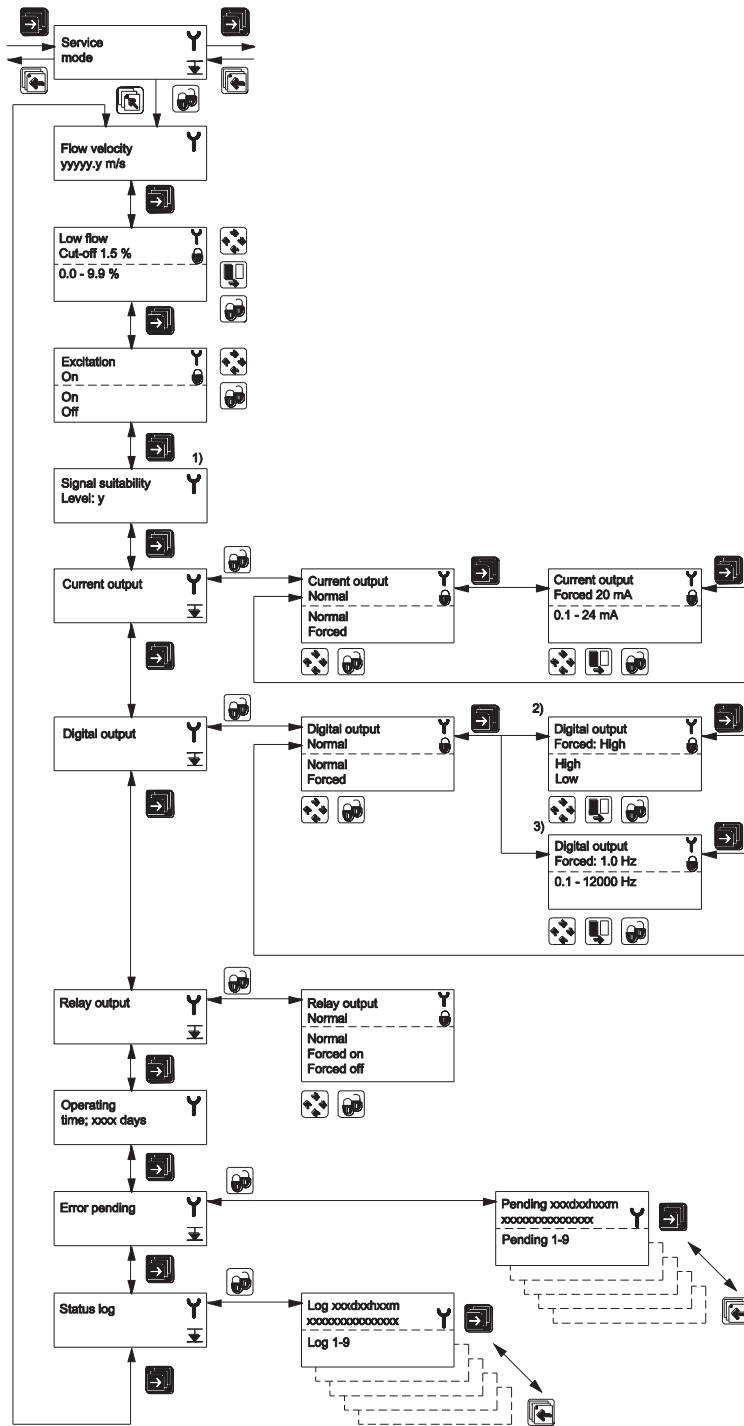 Service
mode
Flow velocity
yyyyy.y m/s
Low flow
Cut-off 1.5 %
0.0 - 9.9 %
Excitation
On
On
Off
1)
Signal suitability
Level: y
Current output
Current output
Normal
Normal
Forced
Current output
Forced 20 mA
0.1 - 24 mA
Digital output
Digital output
Normal
Normal
Forced
2)
Digital output
Forced: High
High
Low
3)
Digital output
Forced: 1.0 Hz
0.1 - 12000 Hz
Relay output
Relay output
Normal
Normal
Forced on
Forced off
Operating
time; xxxx days
Error pending
Pending xxxdxxhxxm
xxxxxxxxxxxxxx
Pending 1-9
Status log
Log xxxdxxhxxm
xxxxxxxxxxxxxxx
Log 1-9